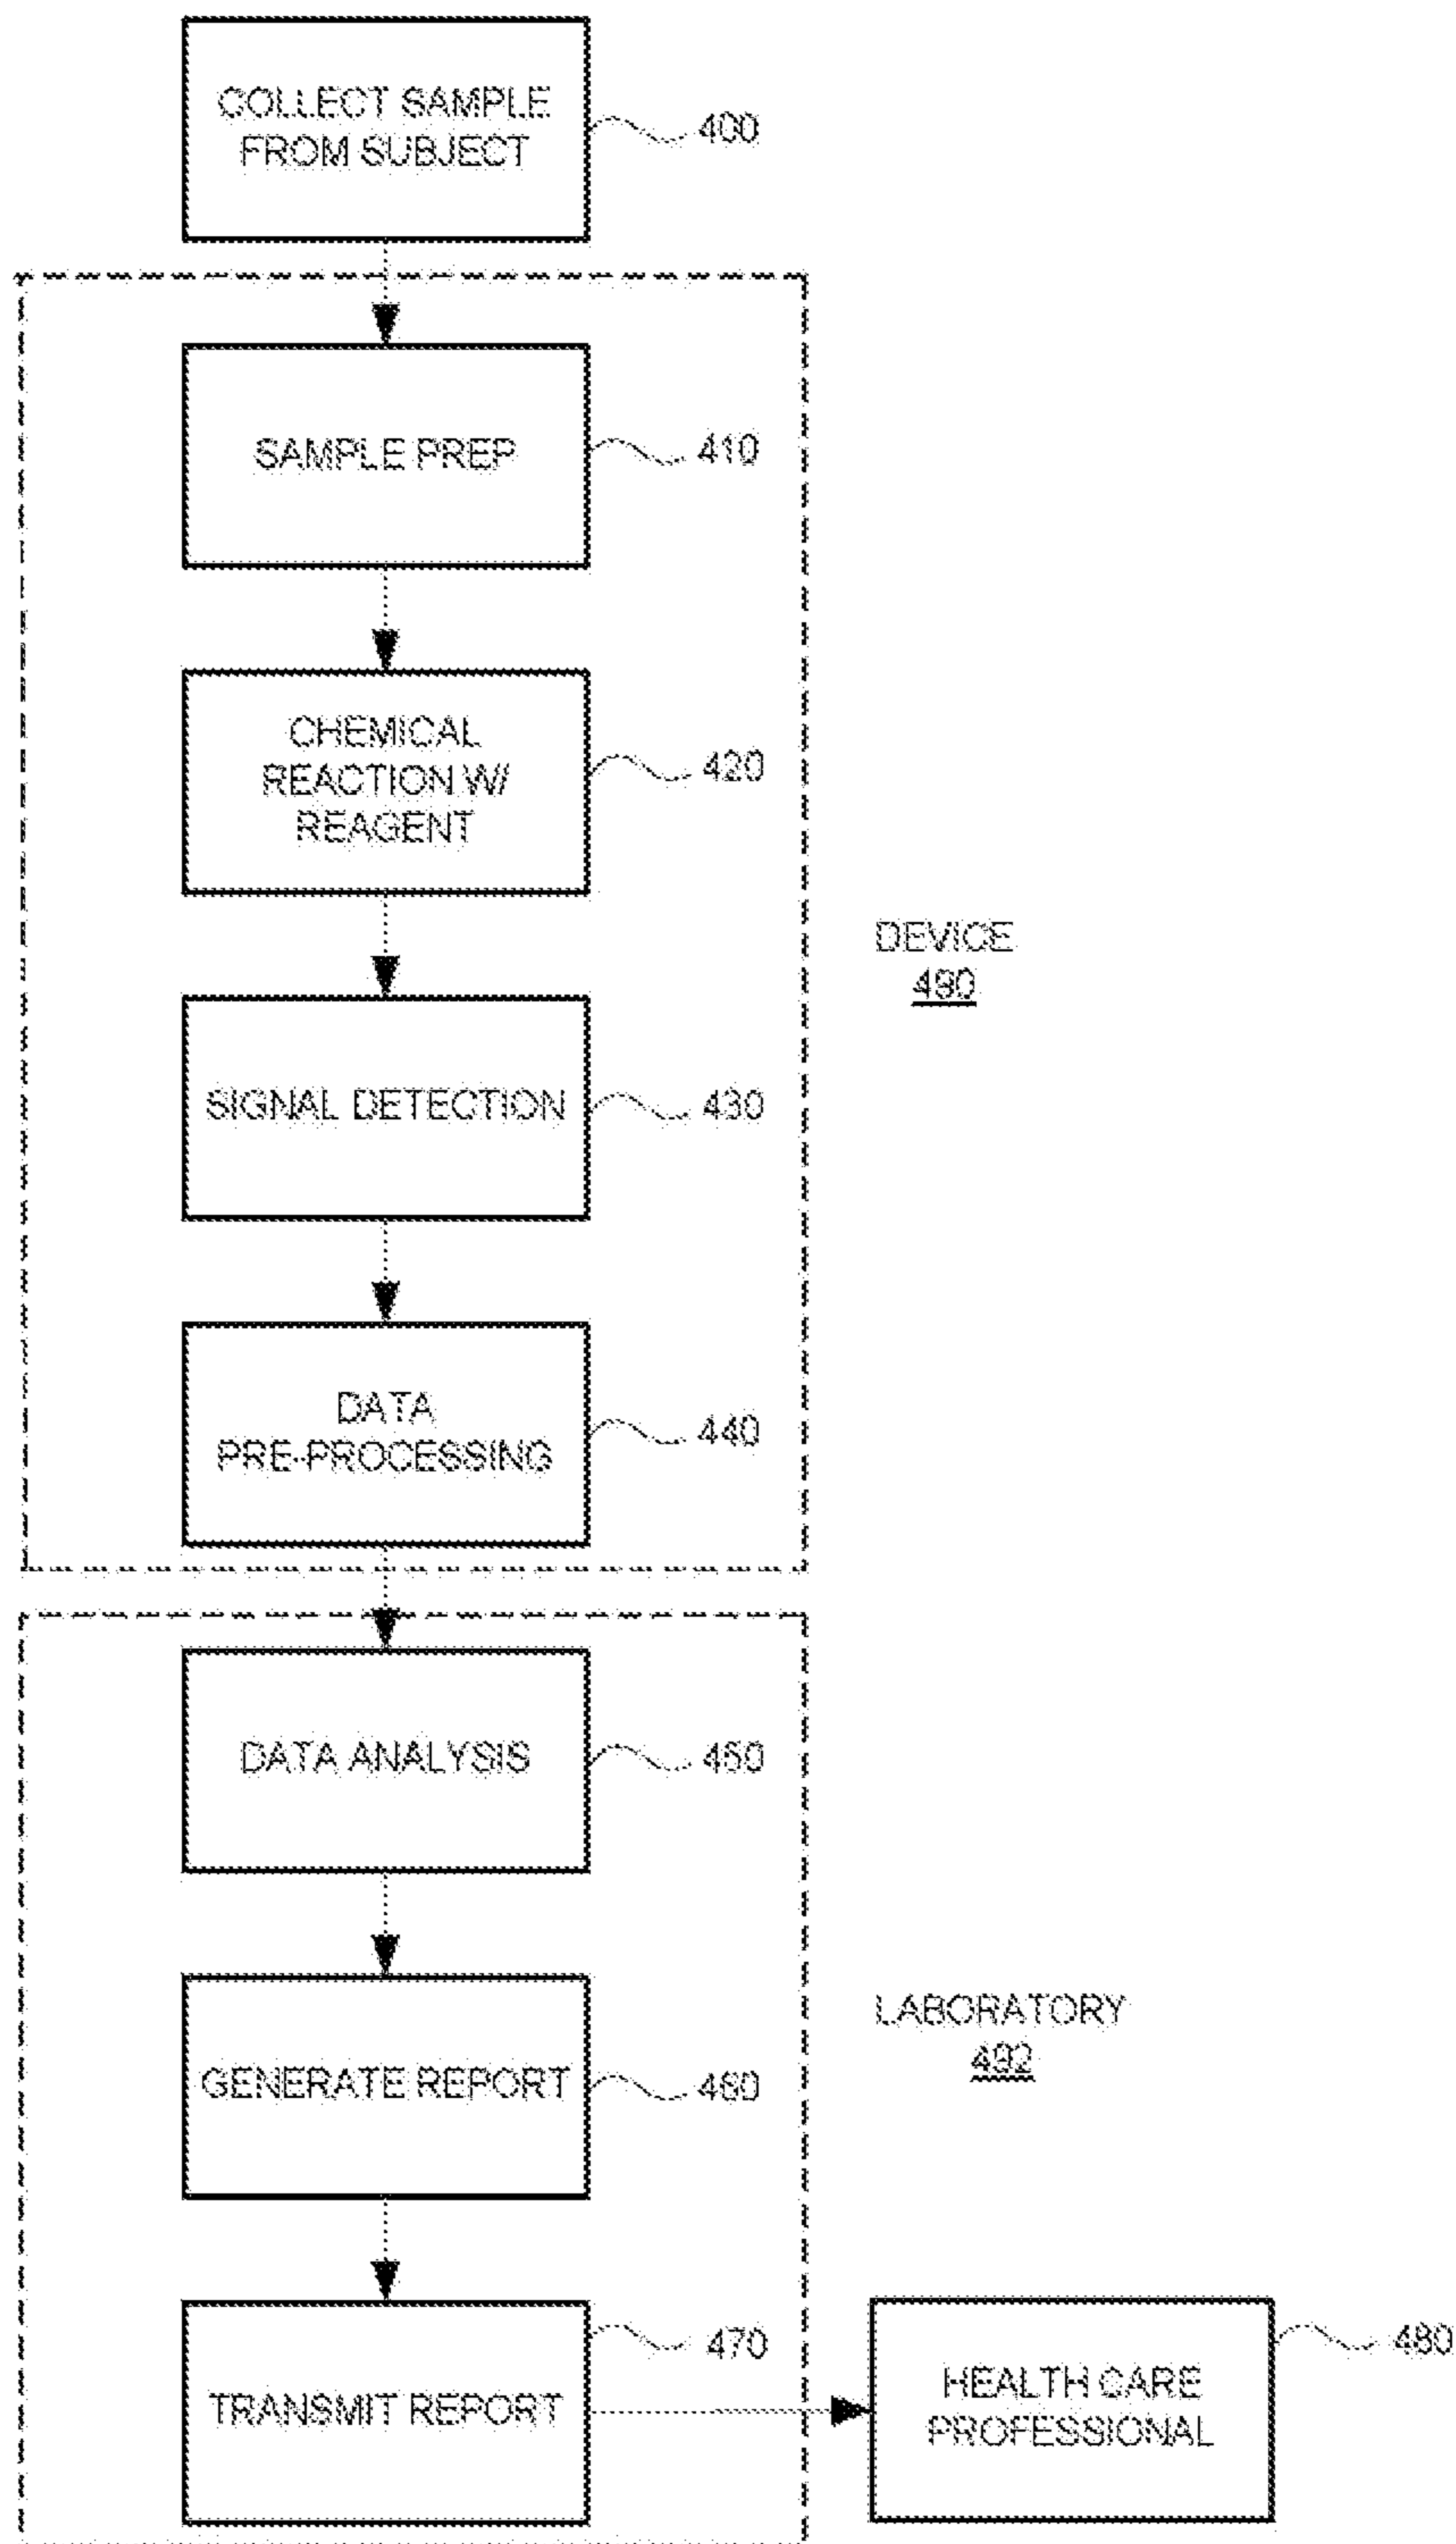 COLLECT SAMPLE
FROM SUBJECT
400
SAMPLE PREP
410
CHEMICAL
REACTION W/
REAGENT
420
DEVICE
490
SIGNAL DETECTION
430
DATA
PRE-PROCESSING
440
DATA ANALYSIS
450
LABORATORY
492
GENERATE REPORT
460
TRANSMIT REPORT
470
HEALTH CARE
PROFESSIONAL
480